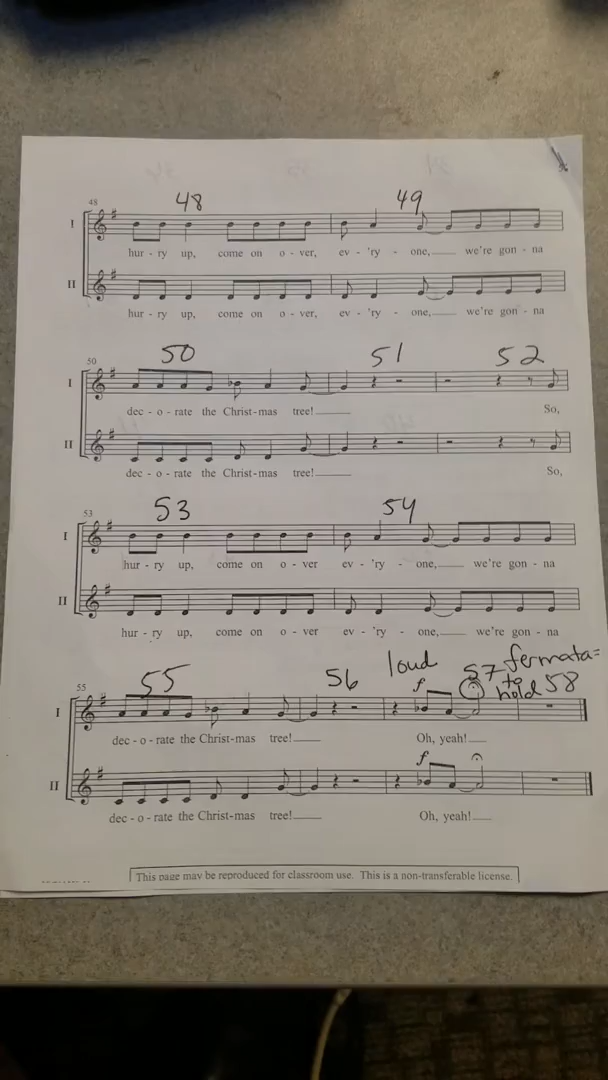 48 48 49
I
hur - ry up, come on o - ver, ev - 'ry - one, we're gon - na
II
hur - ry up, come on o - ver, ev - 'ry - one, we're gon - na
50 50 51 52
I
dec - o - rate the Christ-mas tree! So,
II
dec - o - rate the Christ-mas tree! So,
53 53 54
I
hur - ry up, come on o - ver ev - 'ry - one, we're gon - na
II
hur - ry up, come on o - ver ev - 'ry - one, we're gon - na
55 55 56 loud 57 fermata=
to
hold 58
f
I
dec - o - rate the Christ-mas tree! Oh, yeah!
f
II
dec - o - rate the Christ-mas tree! Oh, yeah!
This page may be reproduced for classroom use. This is a non-transferable license.